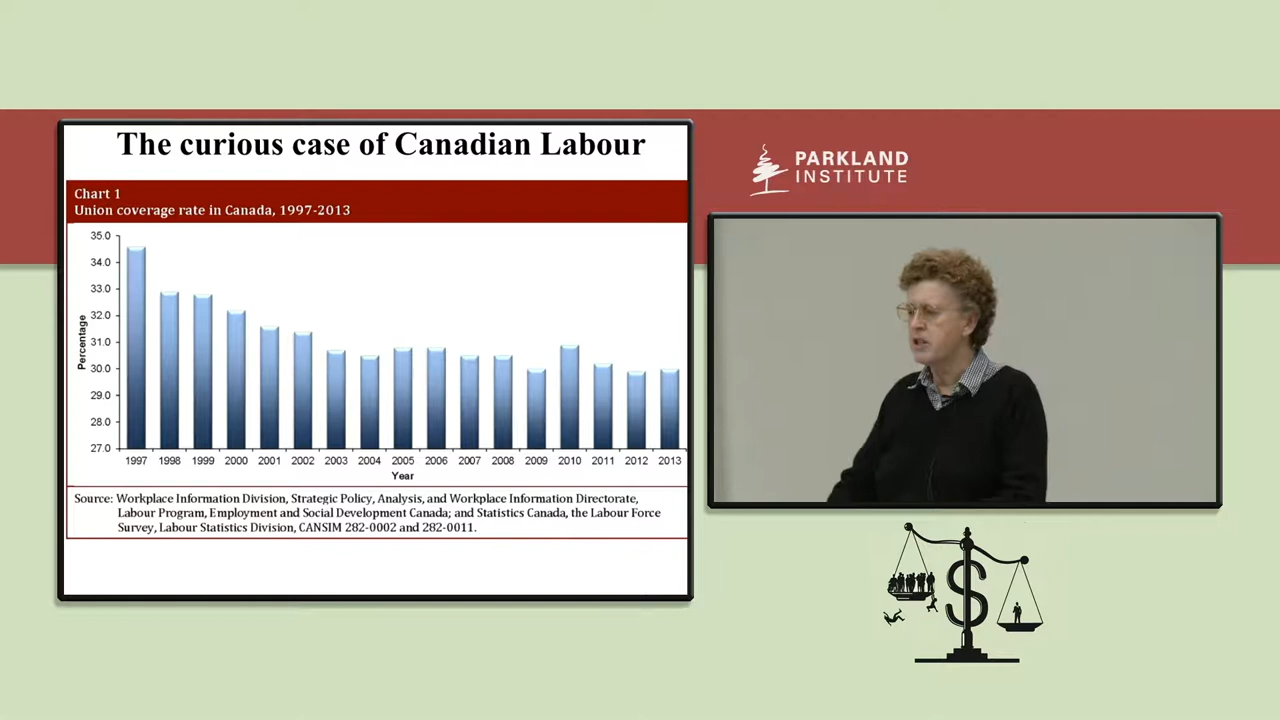 The curious case of Canadian Labour
Chart 1
Union coverage rate in Canada, 1997-2013
35.0
34.0
33.0
32.0
31.0
30.0
29.0
28.0
27.0
Percentage
1997 1998 1999 2000 2001 2002 2003 2004 2005 2006 2007 2008 2009 2010 2011 2012 2013
Year
Source: Workplace Information Division, Strategic Policy, Analysis, and Workplace Information Directorate,
Labour Program, Employment and Social Development Canada; and Statistics Canada, the Labour Force
Survey, Labour Statistics Division, CANSIM 282-0002 and 282-0011.
PARKLAND
INSTITUTE
$